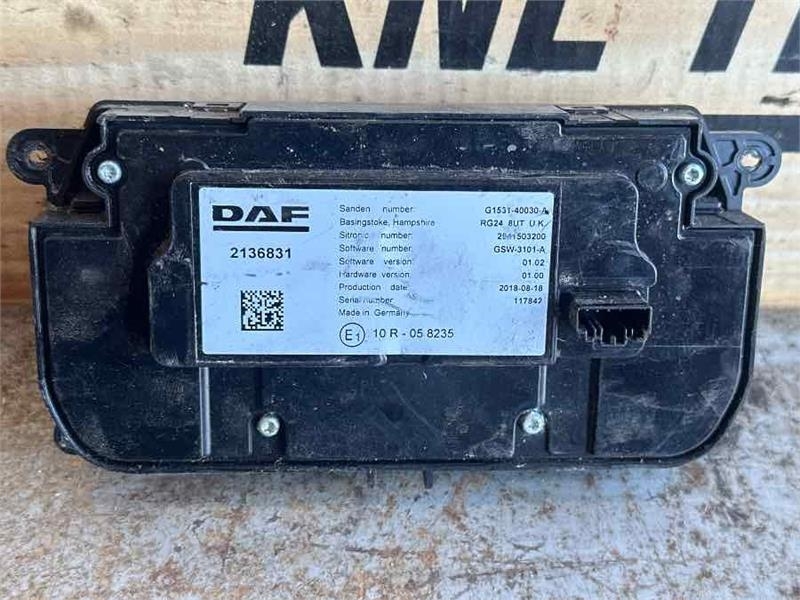 KNL
DAF
2136831
Sanden number: G1531-40030-A
Basingstoke, Hampshire RG24 8UT U.K.
Sitronic number: 2941503200
Software number: GSW-3101-A
Software version: 01.02
Hardware version: 01.00
Production date: 2018-08-18
Serial number 117842
Made in Germany
E1 10 R - 05 8235